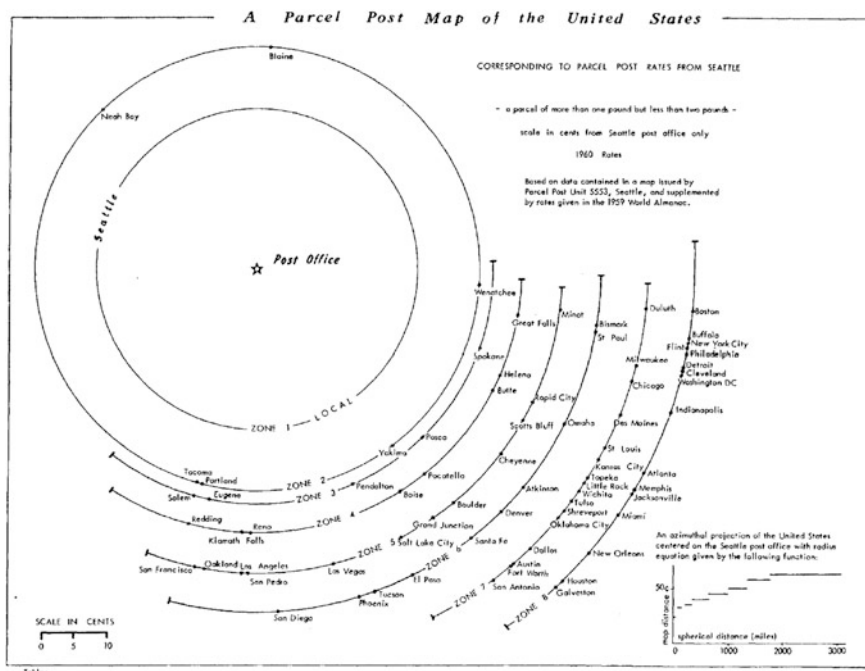 A Parcel Post Map of the United States
CORRESPONDING TO PARCEL POST RATES FROM SEATTLE
- a parcel of more than one pound but less than two pounds -
scale in cents from Seattle post office only
1960 Rates
Based on data contained in a map issued by
Parcel Post Unit 5553, Seattle, and supplemented
by rates given in the 1959 World Almanac.
Blaine
Neah Bay
Seattle
Post Office
ZONE 1 LOCAL
Wenatchee
Spokane
Yakima
Pasco
Tacoma
Portland
ZONE 2
Salem
Eugene
ZONE 3
Pendalton
Great Falls
Helena
Butte
Pocatello
Boise
ZONE 4
Redding
Klamath Falls
Reno
Minot
Rapid City
Scotts Bluff
Cheyenne
Boulder
Grand Junction
Salt Lake City
ZONE 5
San Francisco
Oakland
Los Angeles
San Pedro
Las Vegas
Bismark
St Paul
Omaha
Atkinson
Denver
Santa Fe
ZONE 6
El Paso
Tucson
Phoenix
San Diego
Duluth
Milwaukee
Chicago
Des Moines
St Louis
Kansas City
Topeka
Little Rock
Wichita
Tulsa
Shreveport
Oklahoma City
Dallas
Austin
Fort Worth
San Antonio
ZONE 7
Boston
Buffalo
New York City
Flint
Philadelphia
Detroit
Cleveland
Washington DC
Indianapolis
Atlanta
Memphis
Jacksonville
Miami
New Orleans
Houston
Galveston
ZONE 8
An azimuthal projection of the United States
centered on the Seattle post office with radius
equation given by the following function:
50¢
map distance
0 1000 2000 3000
spherical distance (miles)
SCALE IN CENTS
0 5 10